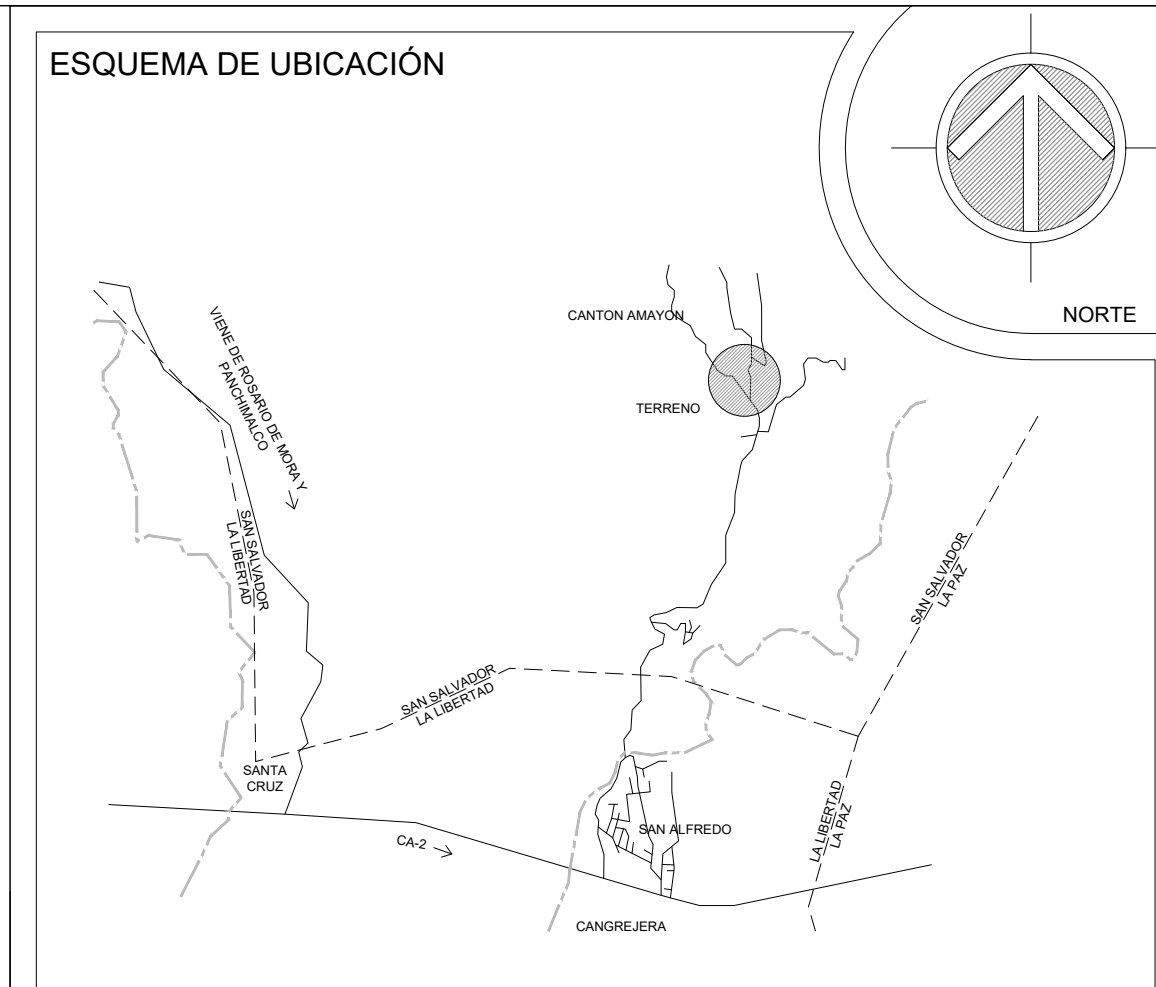 ESQUEMA DE UBICACIÓN
NORTE
CANTON AMAYON
VIENE DE ROSARIO DE MORA Y
PANCHIMALCO
TERRENO
SAN SALVADOR
LA LIBERTAD
SAN SALVADOR
LA PAZ
SAN SALVADOR
LA LIBERTAD
SANTA
CRUZ
LA LIBERTAD
LA PAZ
SAN ALFREDO
CA-2
CANGREJERA